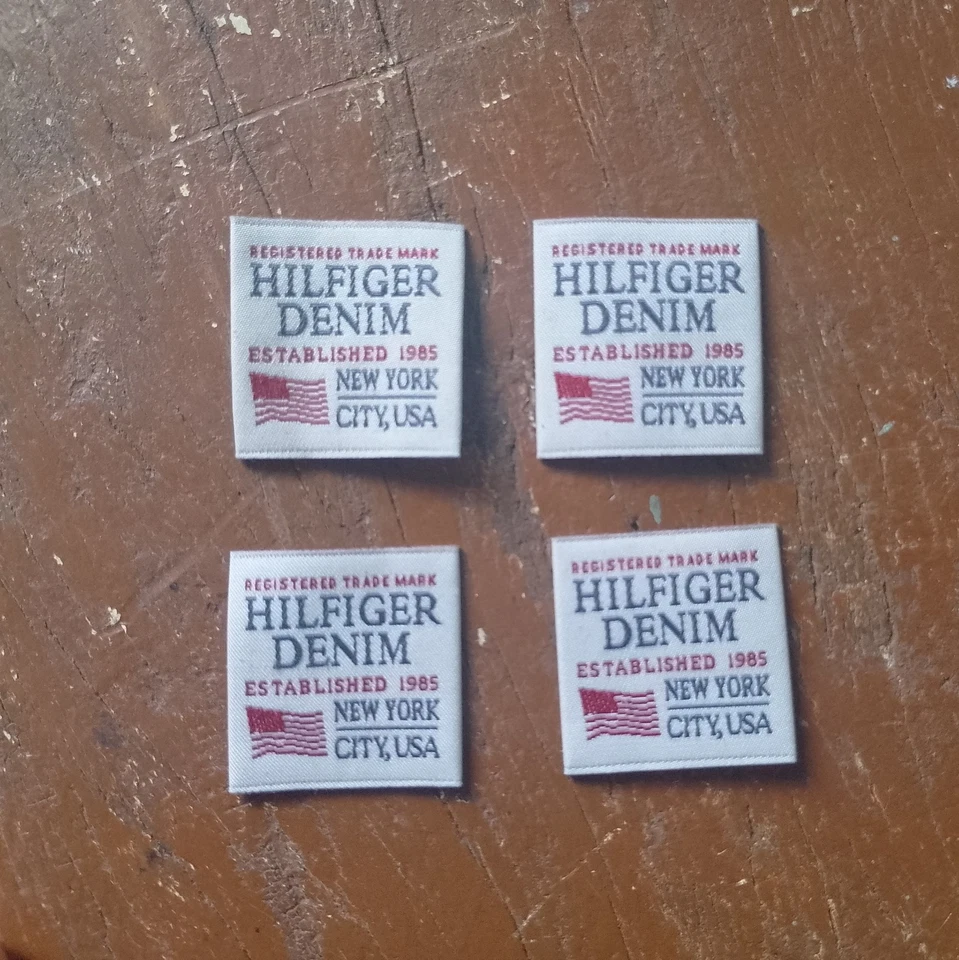 REGISTERED TRADE MARK
HILFIGER
DENIM
ESTABLISHED 1985
NEW YORK
CITY, USA
REGISTERED TRADE MARK
HILFIGER
DENIM
ESTABLISHED 1985
NEW YORK
CITY, USA
REGISTERED TRADE MARK
HILFIGER
DENIM
ESTABLISHED 1985
NEW YORK
CITY, USA
REGISTERED TRADE MARK
HILFIGER
DENIM
ESTABLISHED 1985
NEW YORK
CITY, USA